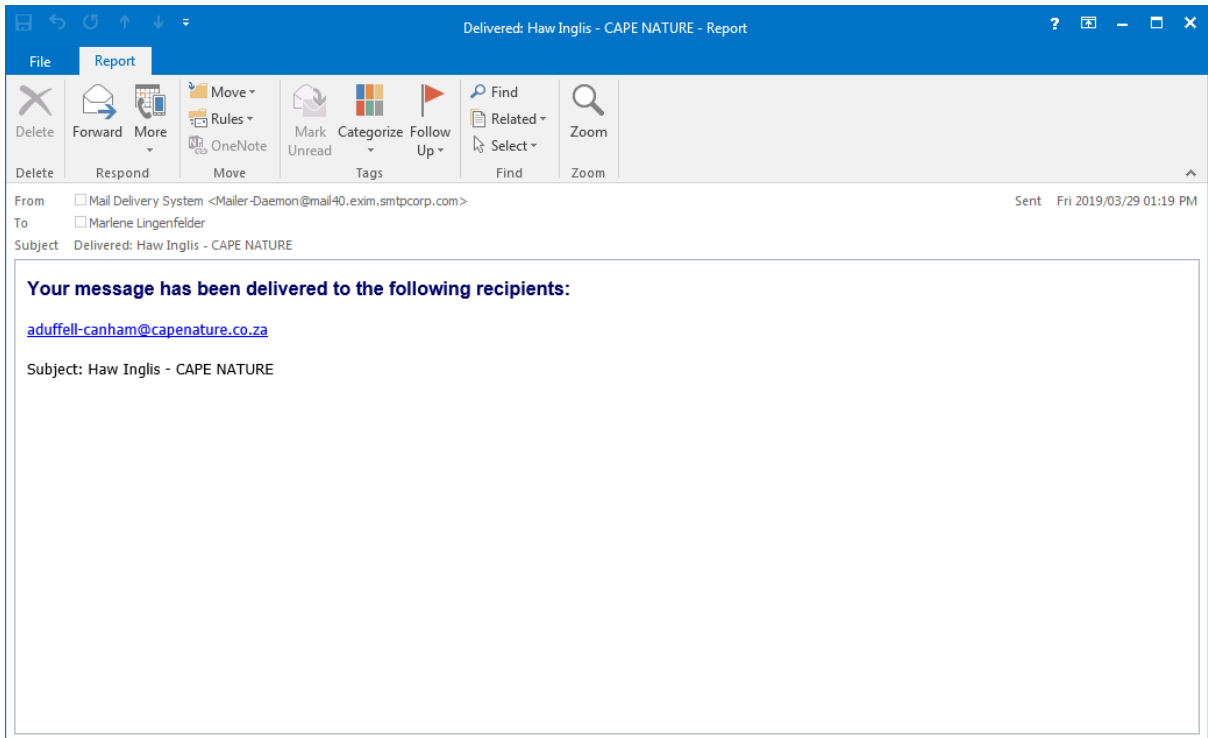 Delivered: Haw Inglis - CAPE NATURE - Report
?
File Report
Delete
Forward
More
Move
Rules
OneNote
Mark Unread
Categorize
Follow Up
Find
Related
Select
Zoom
Delete Respond Move Tags Find Zoom
From Mail Delivery System <Mailer-Daemon@mail40.exim.smtpcorp.com> Sent Fri 2019/03/29 01:19 PM
To Marlene Lingenfelder
Subject Delivered: Haw Inglis - CAPE NATURE
Your message has been delivered to the following recipients:
aduffell-canham@capenature.co.za
Subject: Haw Inglis - CAPE NATURE